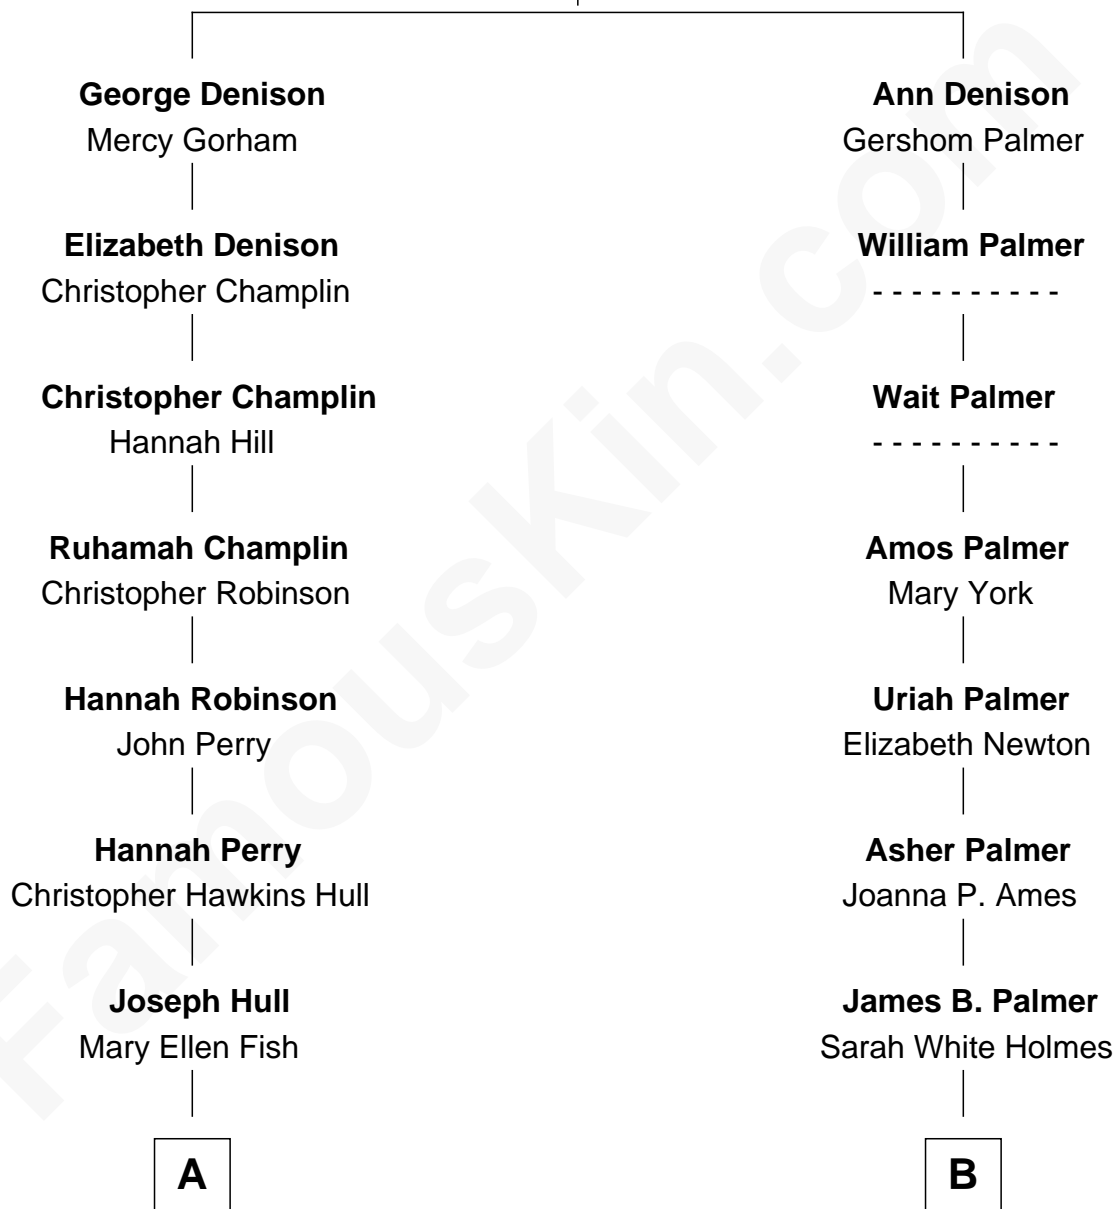 George Denison
Mercy Gorham
Elizabeth Denison
Christopher Champlin
Christopher Champlin
Hannah Hill
Ruhamah Champlin
Christopher Robinson
Hannah Robinson
John Perry
Hannah Perry
Christopher Hawkins Hull
Joseph Hull
Mary Ellen Fish
A
Ann Denison
Gershom Palmer
William Palmer
- - - - - - - - - -
Wait Palmer
- - - - - - - - - -
Amos Palmer
Mary York
Uriah Palmer
Elizabeth Newton
Asher Palmer
Joanna P. Ames
James B. Palmer
Sarah White Holmes
B
FamousKin.com